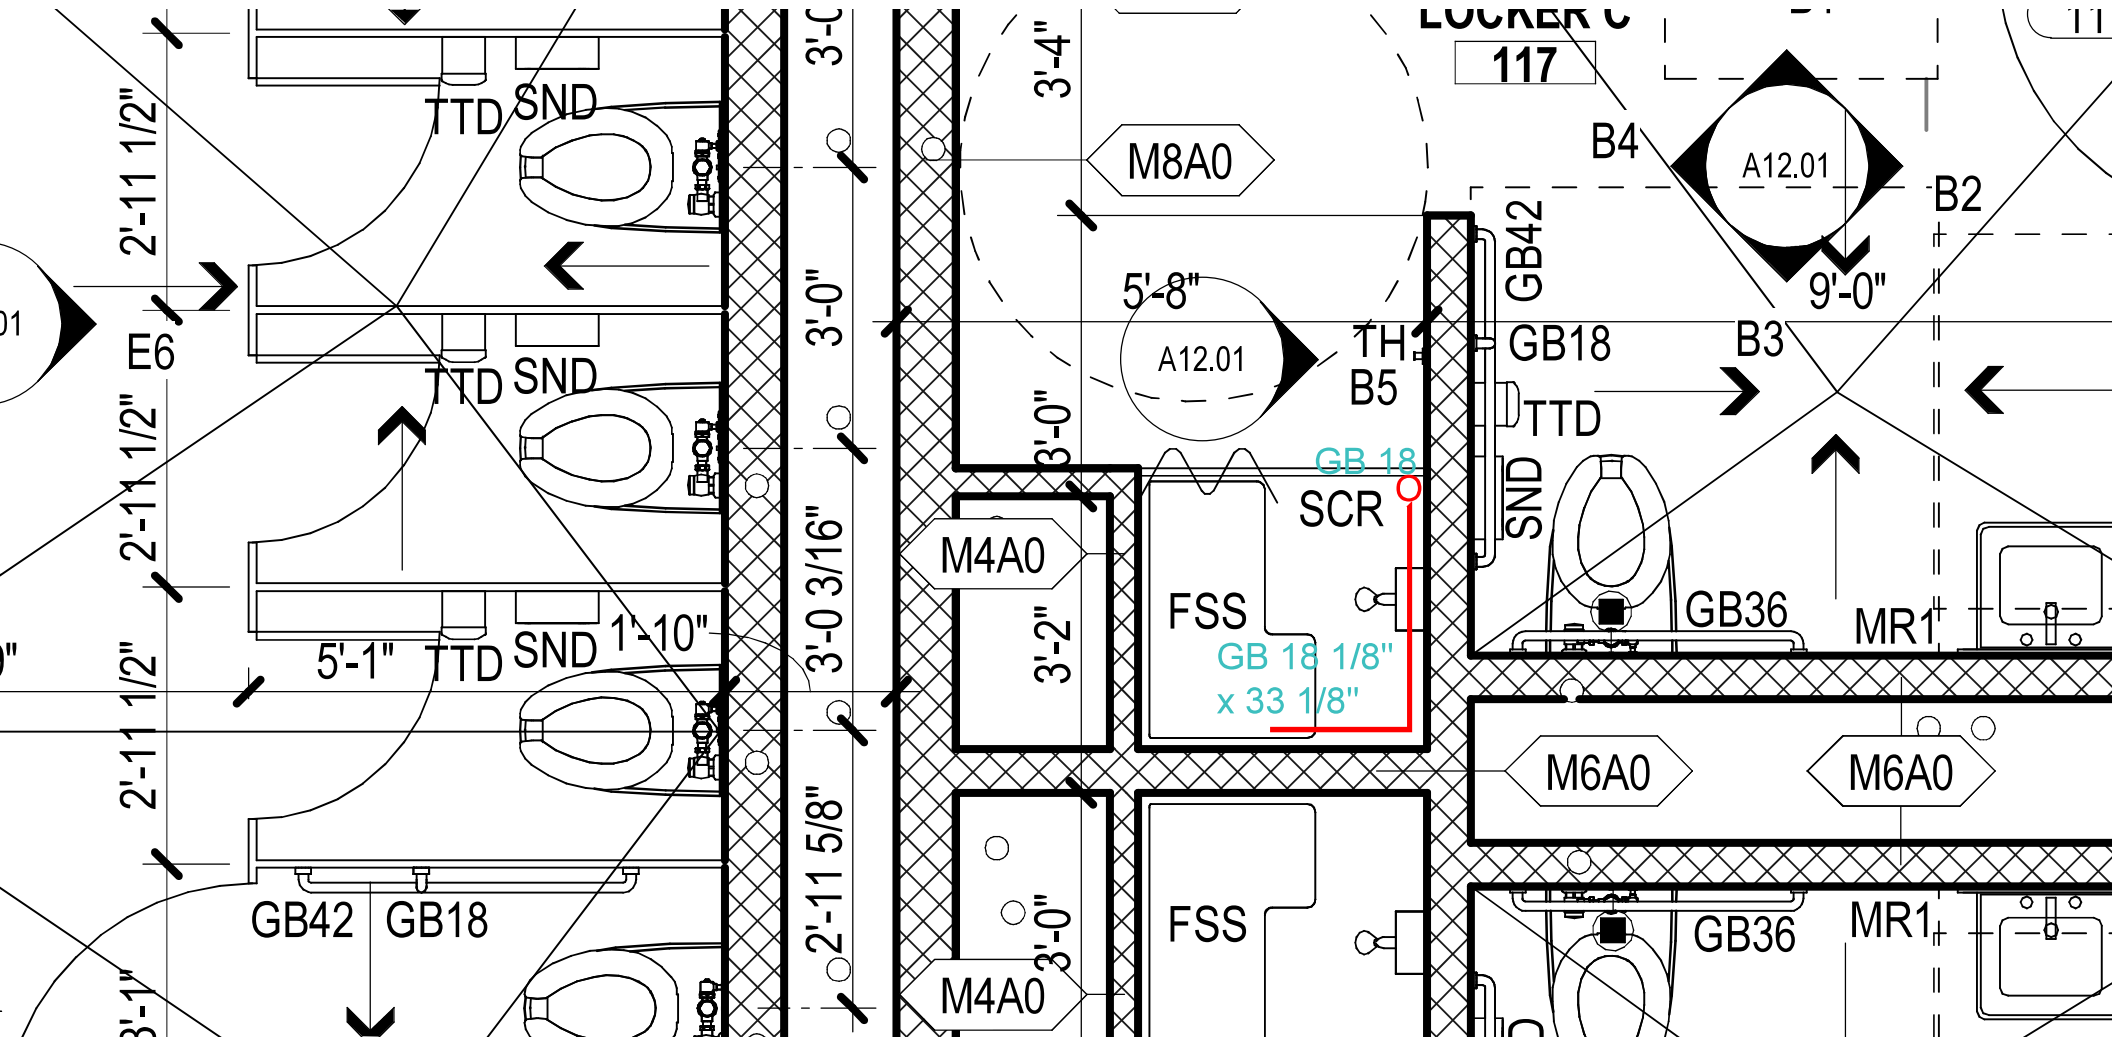 LOCKER C
117
3'-4"
TTD
SND
2'-11 1/2"
M8A0
B4
A12.01
B2
GB42
3'-0"
5'-8"
9'-0"
E6
A12.01
TH
B5
GB18
B3
TTD
SND
TTD
2'-11 1/2"
3'-0"
GB 18
SCR
SND
3'-0 3/16"
M4A0
FSS
GB36
MR1
5'-1"
TTD
SND
1'-10"
3'-2"
GB 18 1/8"
x 33 1/8"
2'-11 1/2"
M6A0
M6A0
2'-11 5/8"
GB42
GB18
3'-0"
FSS
GB36
MR1
M4A0